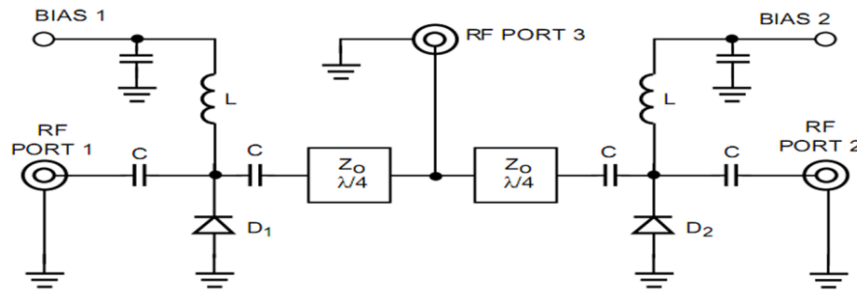 BIAS 1
BIAS 2
RF PORT 3
L
L
RF
PORT 1
C
C
Z₀
λ/4
Z₀
λ/4
C
C
RF
PORT 2
D₁
D₂